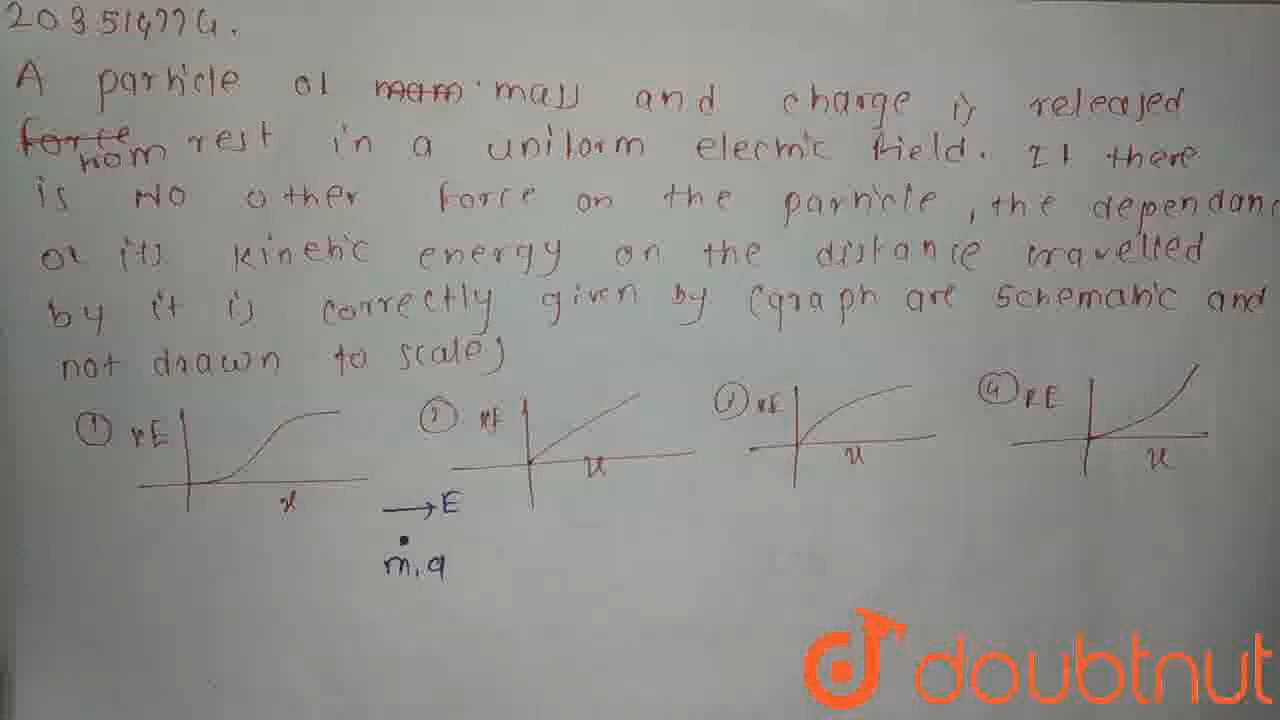 20351477G.
A particle of mam mass and charge is released
force from rest in a uniform electric field. If there
is No other force on the particle, the dependanc
of its kinetic energy on the distance travelled
by it is correctly given by (graph are schematic and
not drawn to scale)
① KE x
② KE x
③ KE x
④ KE x
→ E
m, q
doubtnut